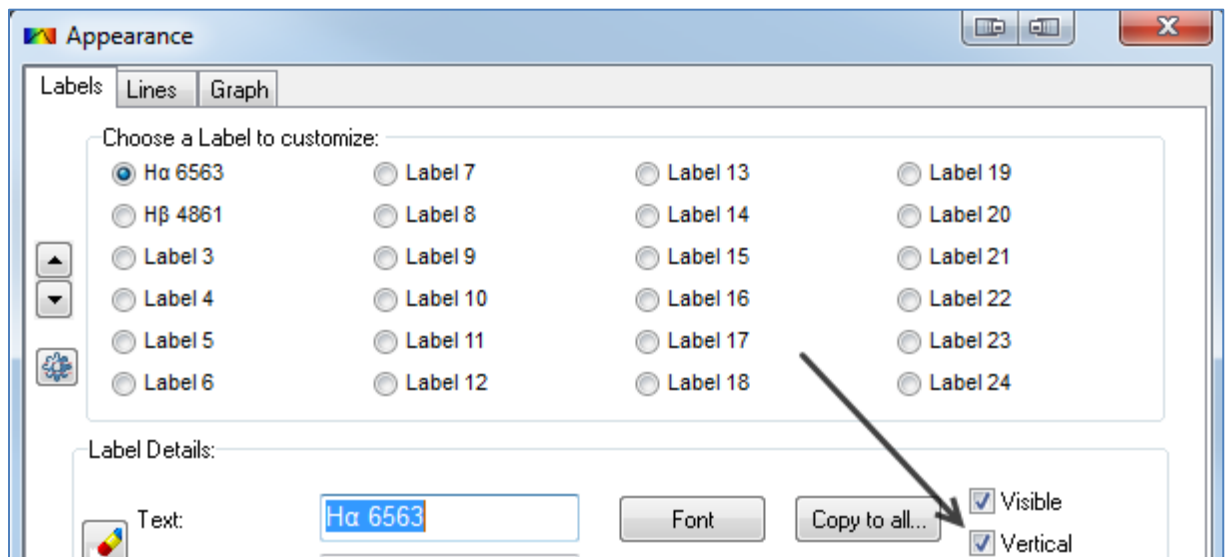 Appearance
Labels Lines Graph
Choose a Label to customize:
Hα 6563 Label 7 Label 13 Label 19
Hβ 4861 Label 8 Label 14 Label 20
Label 3 Label 9 Label 15 Label 21
Label 4 Label 10 Label 16 Label 22
Label 5 Label 11 Label 17 Label 23
Label 6 Label 12 Label 18 Label 24
Label Details:
Text: Hα 6563 Font Copy to all... Visible
Vertical